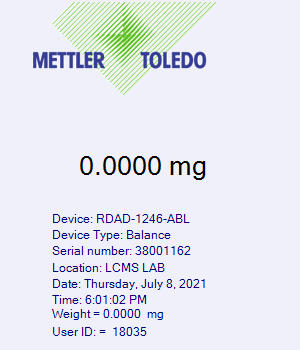 METTLER TOLEDO
0.0000 mg
Device: RDAD-1246-ABL
Device Type: Balance
Serial number: 38001162
Location: LCMS LAB
Date: Thursday, July 8, 2021
Time: 6:01:02 PM
Weight = 0.0000 mg
User ID: = 18035